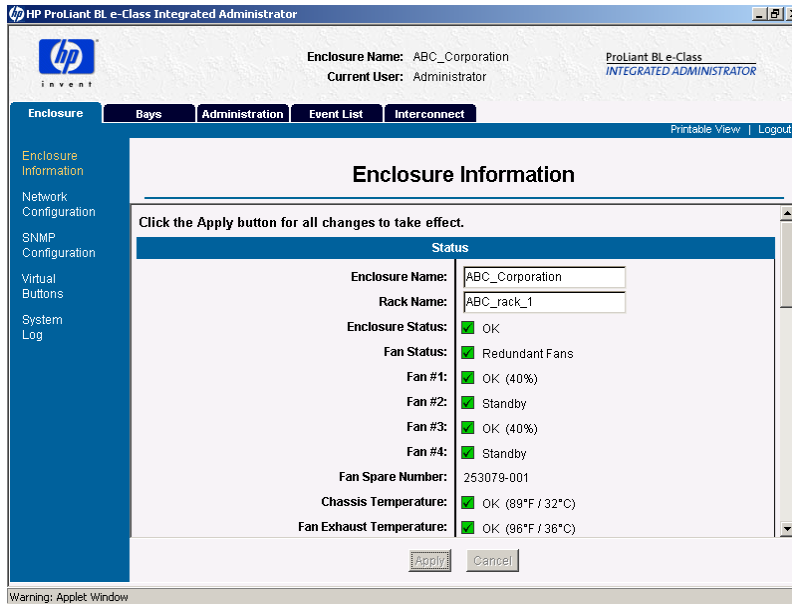 HP ProLiant BL e-Class Integrated Administrator
hp
invent
Enclosure Name: ABC_Corporation
Current User: Administrator
ProLiant BL e-Class
INTEGRATED ADMINISTRATOR
Enclosure Bays Administration Event List Interconnect
Printable View | Logout
Enclosure
Information
Network
Configuration
SNMP
Configuration
Virtual
Buttons
System
Log
Enclosure Information
Click the Apply button for all changes to take effect.
Status
Enclosure Name: ABC_Corporation
Rack Name: ABC_rack_1
Enclosure Status: OK
Fan Status: Redundant Fans
Fan #1: OK (40%)
Fan #2: Standby
Fan #3: OK (40%)
Fan #4: Standby
Fan Spare Number: 253079-001
Chassis Temperature: OK (89°F / 32°C)
Fan Exhaust Temperature: OK (96°F / 36°C)
Apply Cancel
Warning: Applet Window